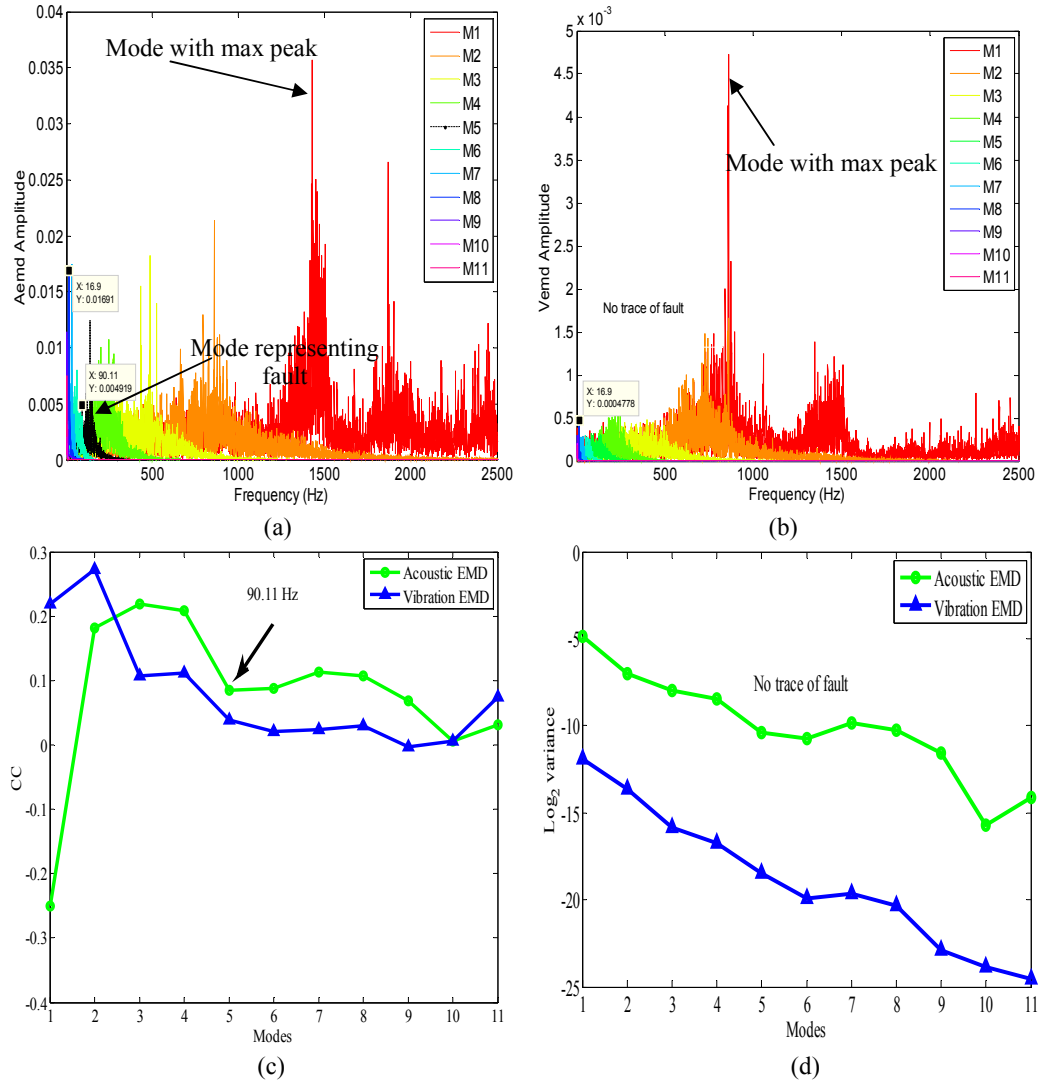 Mode with max peak
M1
M2
M3
M4
M5
M6
M7
M8
M9
M10
M11
0.035
0.03
0.025
0.02
0.015
0.01
0.005
0
X: 16.9
Y: 0.01691
X: 90.11
Y: 0.004919
Mode representing
fault
Aemd Amplitude
500
1000
1500
2000
2500
Frequency (Hz)
(a)
x 10-3
5
4.5
4
3.5
3
2.5
2
1.5
1
0.5
0
M1
M2
M3
M4
M5
M6
M7
M8
M9
M10
M11
Mode with max peak
No trace of fault
X: 16.9
Y: 0.0004778
Vemd Amplitude
500
1000
1500
2000
2500
Frequency (Hz)
(b)
0.3
0.2
0.1
0
-0.1
-0.2
-0.3
-0.4
Acoustic EMD
Vibration EMD
90.11 Hz
CC
1
2
3
4
5
6
7
8
9
10
11
Modes
(c)
0
-5
-10
-15
-20
-25
Acoustic EMD
Vibration EMD
No trace of fault
Log2 variance
1
2
3
4
5
6
7
8
9
10
11
Modes
(d)